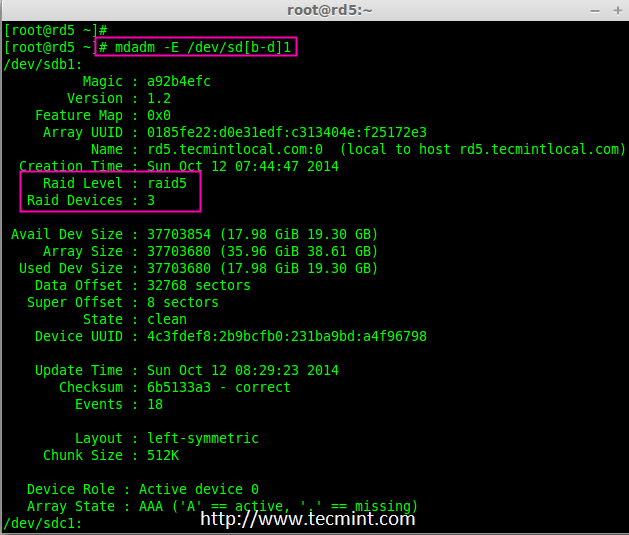 root@rd5:~
[root@rd5 ~]#
[root@rd5 ~]# mdadm -E /dev/sd[b-d]1
/dev/sdb1:
Magic : a92b4efc
Version : 1.2
Feature Map : 0x0
Array UUID : 0185fe22:d0e31edf:c313404e:f25172e3
Name : rd5.tecmintlocal.com:0 (local to host rd5.tecmintlocal.com)
Creation Time : Sun Oct 12 07:44:47 2014
Raid Level : raid5
Raid Devices : 3
Avail Dev Size : 37703854 (17.98 GiB 19.30 GB)
Array Size : 37703680 (35.96 GiB 38.61 GB)
Used Dev Size : 37703680 (17.98 GiB 19.30 GB)
Data Offset : 32768 sectors
Super Offset : 8 sectors
State : clean
Device UUID : 4c3fdef8:2b9bcfb0:231ba9bd:a4f96798
Update Time : Sun Oct 12 08:29:23 2014
Checksum : 6b5133a3 - correct
Events : 18
Layout : left-symmetric
Chunk Size : 512K
Device Role : Active device 0
Array State : AAA ('A' == active, '.' == missing)
/dev/sdc1:
http://www.tecmint.com